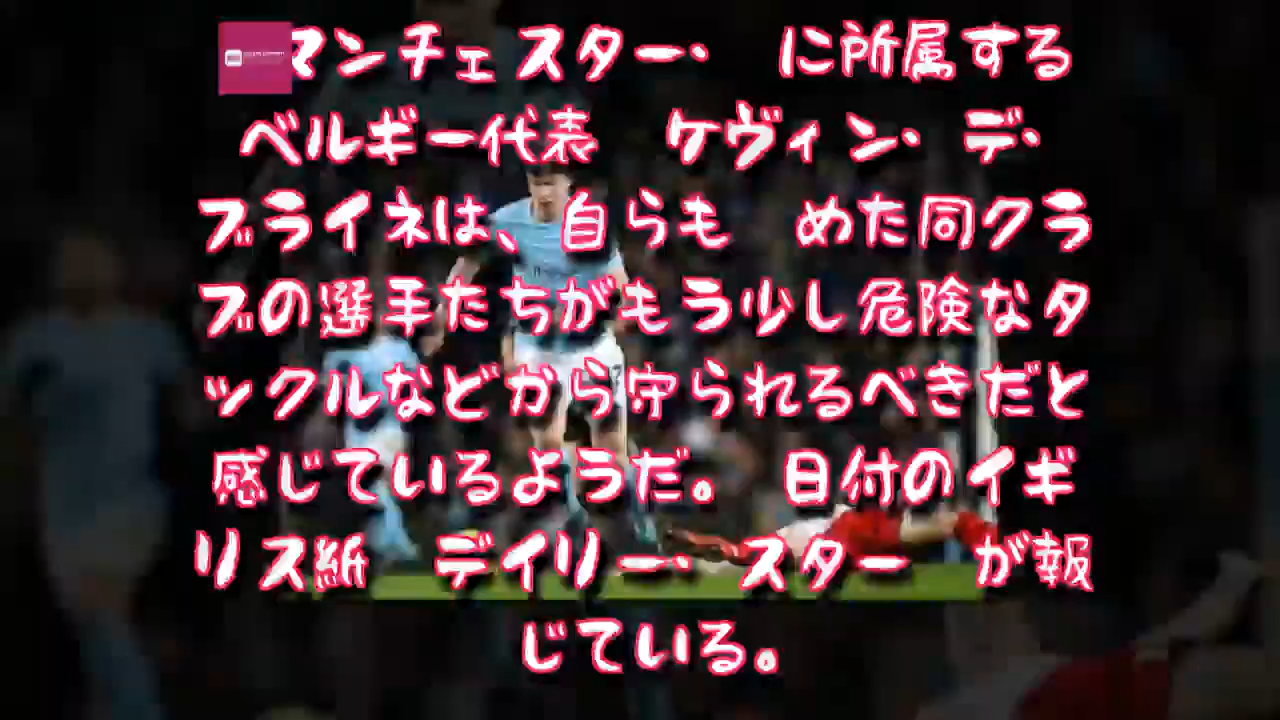 マンチェスター・　に所属する
ベルギー代表　ケヴィン・デ・
ブライネは、自らも　めた同クラ
ブの選手たちがもう少し危険なタ
ックルなどから守られるべきだと
感じているようだ。　日付のイギ
リス紙　デイリー・スター　が報
じている。